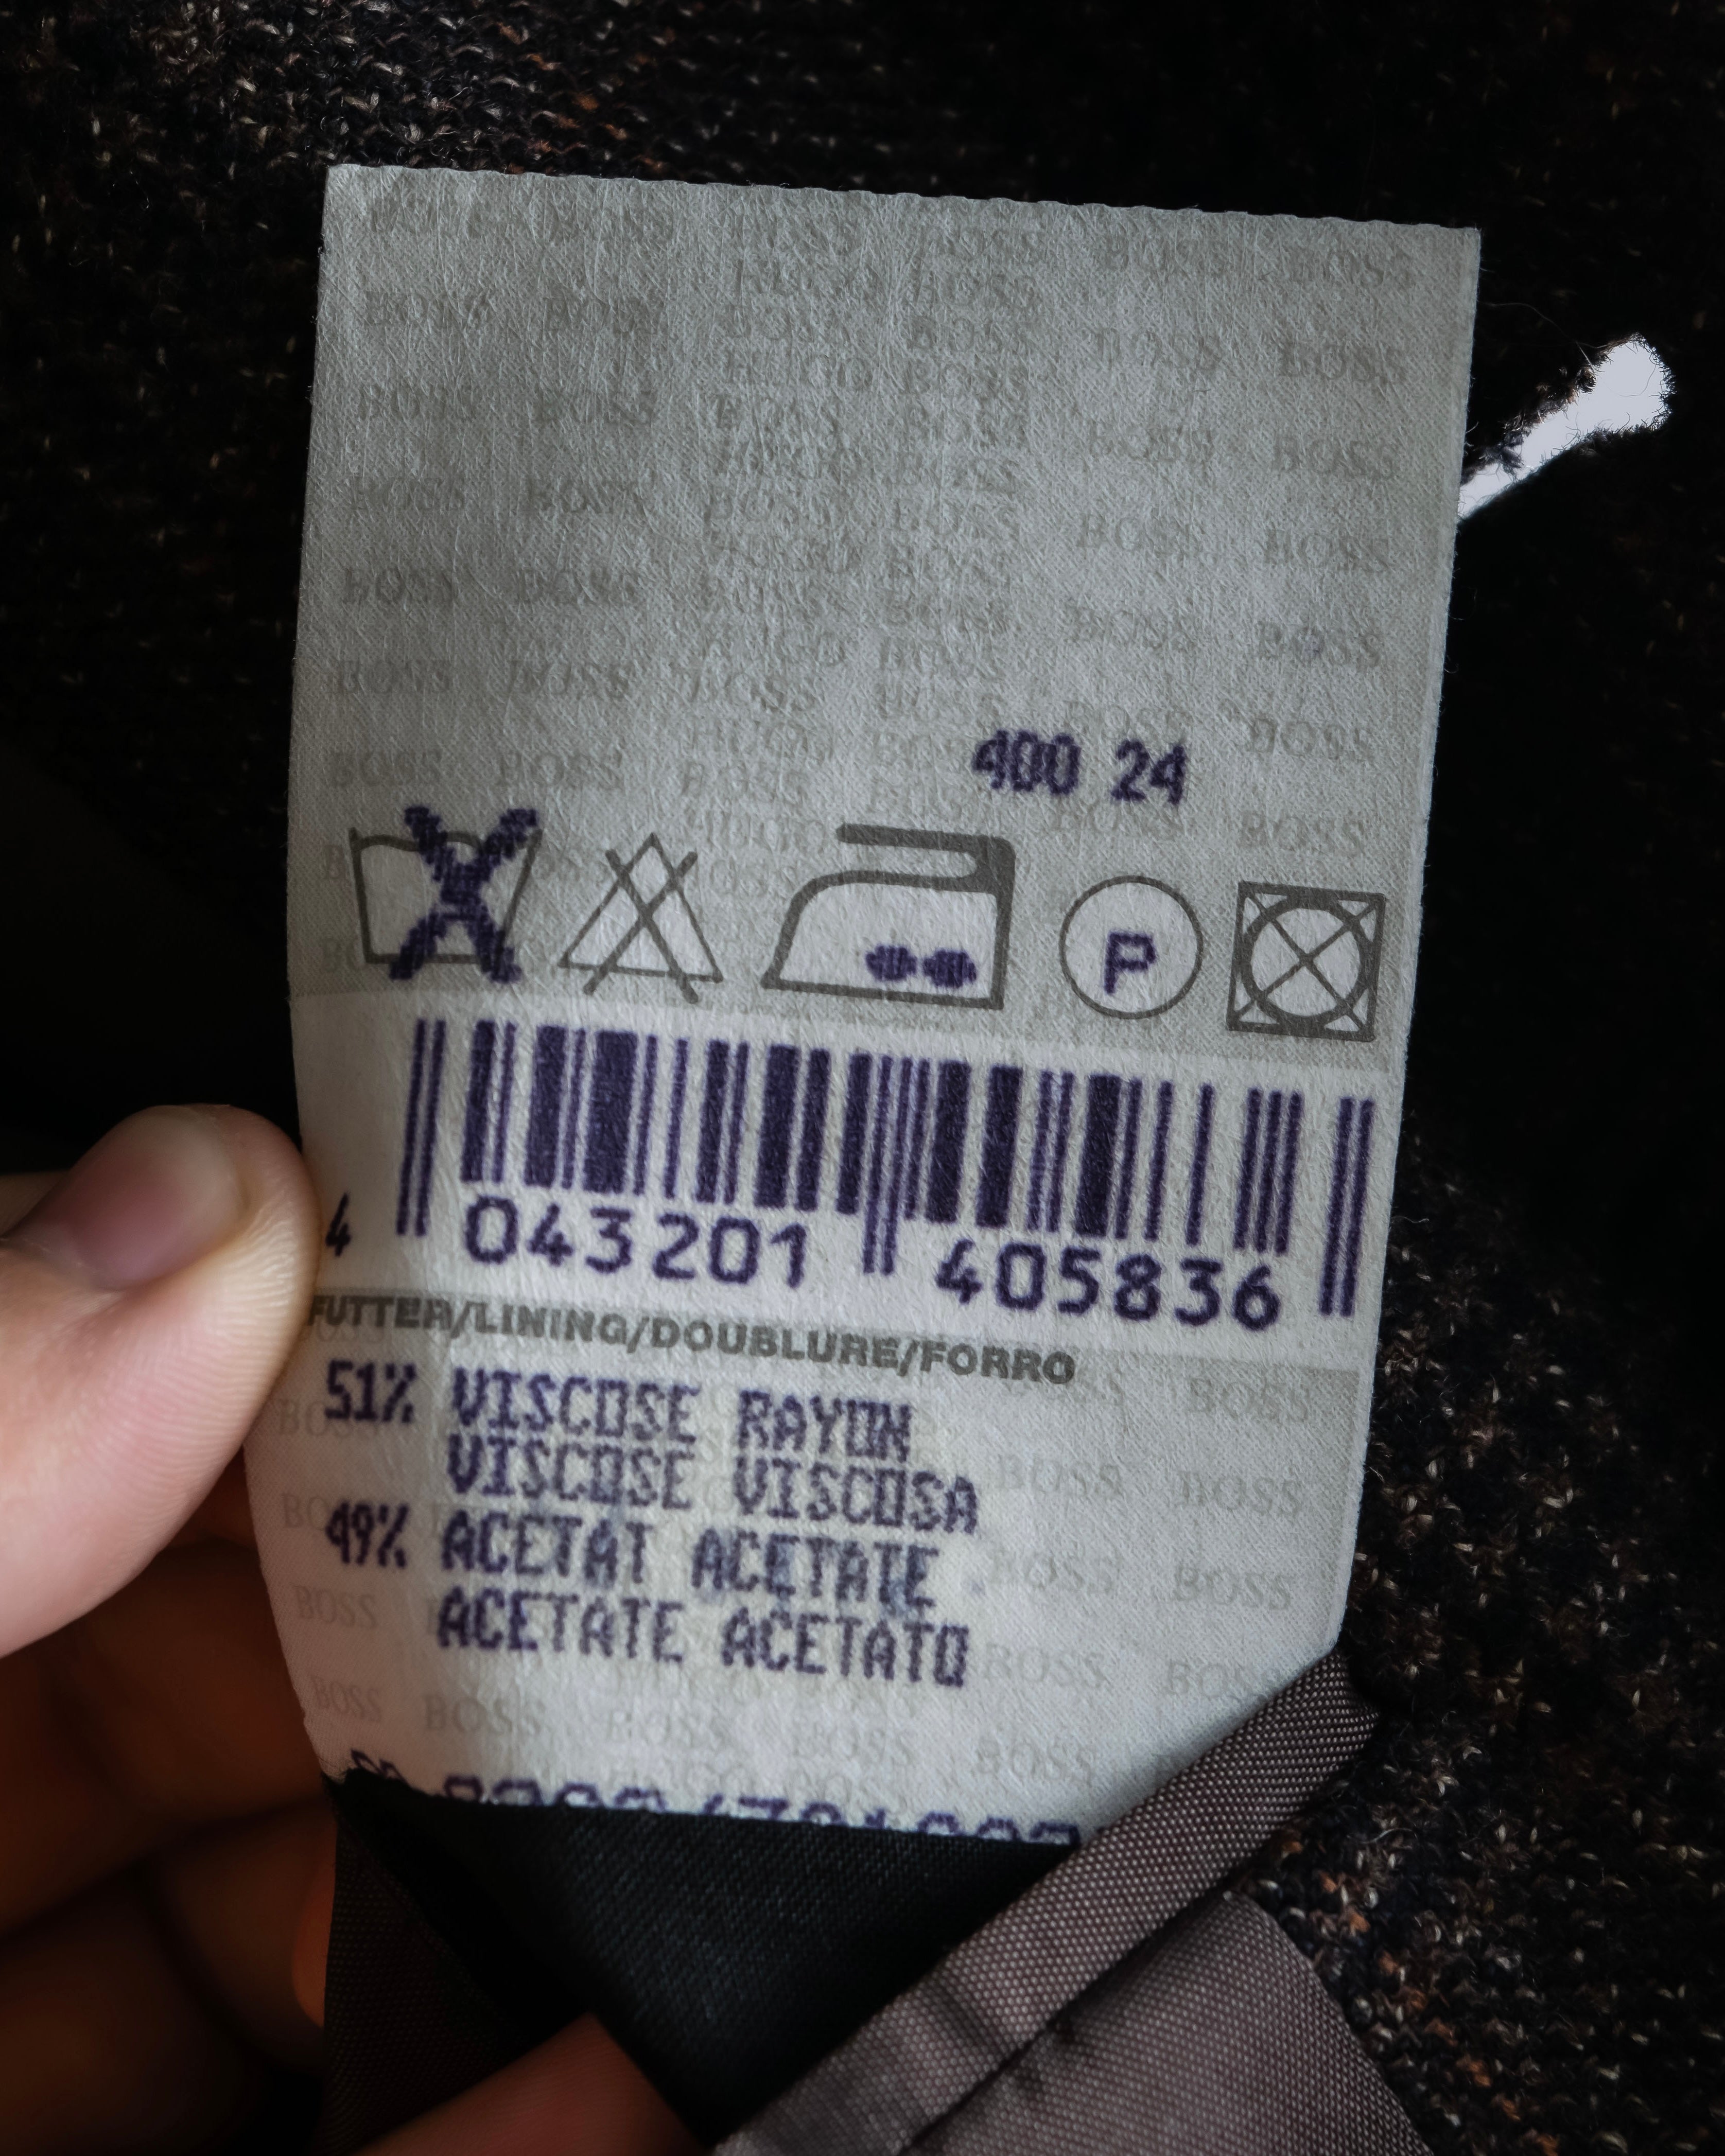 400 24
P
4 043201 405836
FUTTER/LINING/DOUBLURE/FORRO
51% VISCOSE RAYON
VISCOSE VISCOSA
49% ACETAT ACETATE
ACETATE ACETATO